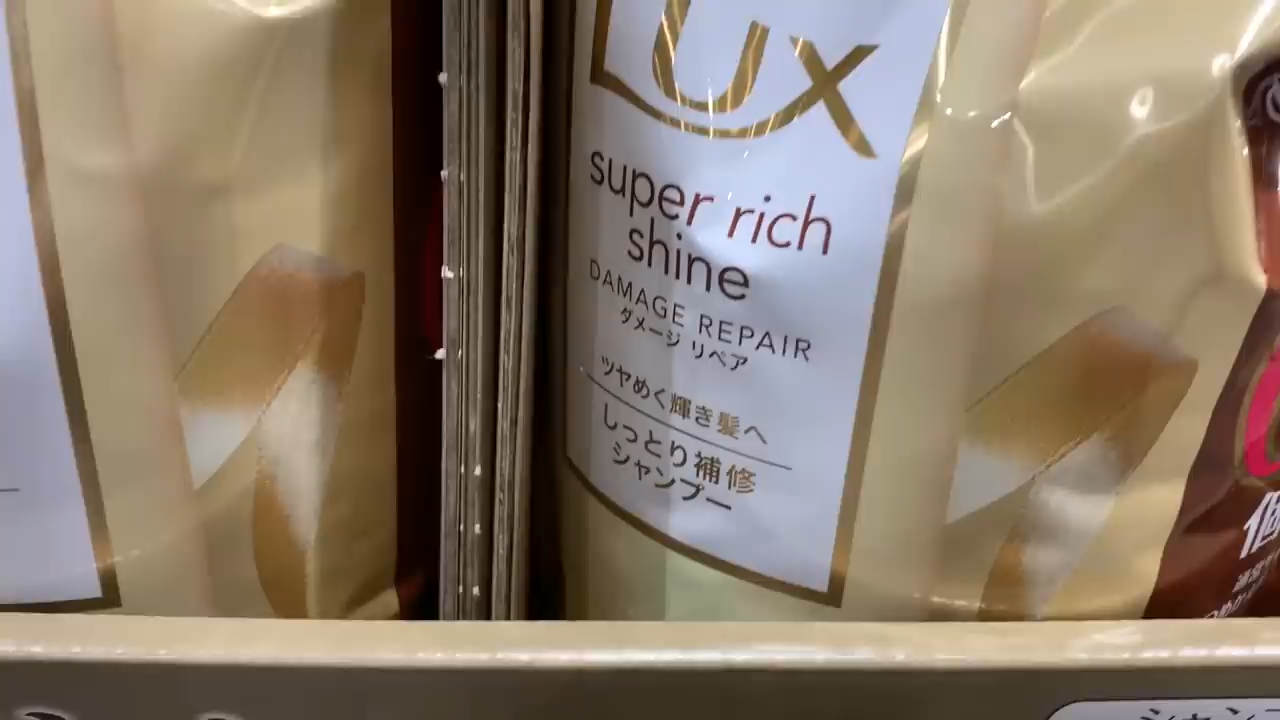 LUX
super rich
shine
DAMAGE REPAIR
ダメージ リペア
ツヤめく輝き髪へ
しっとり補修
シャンプー
個